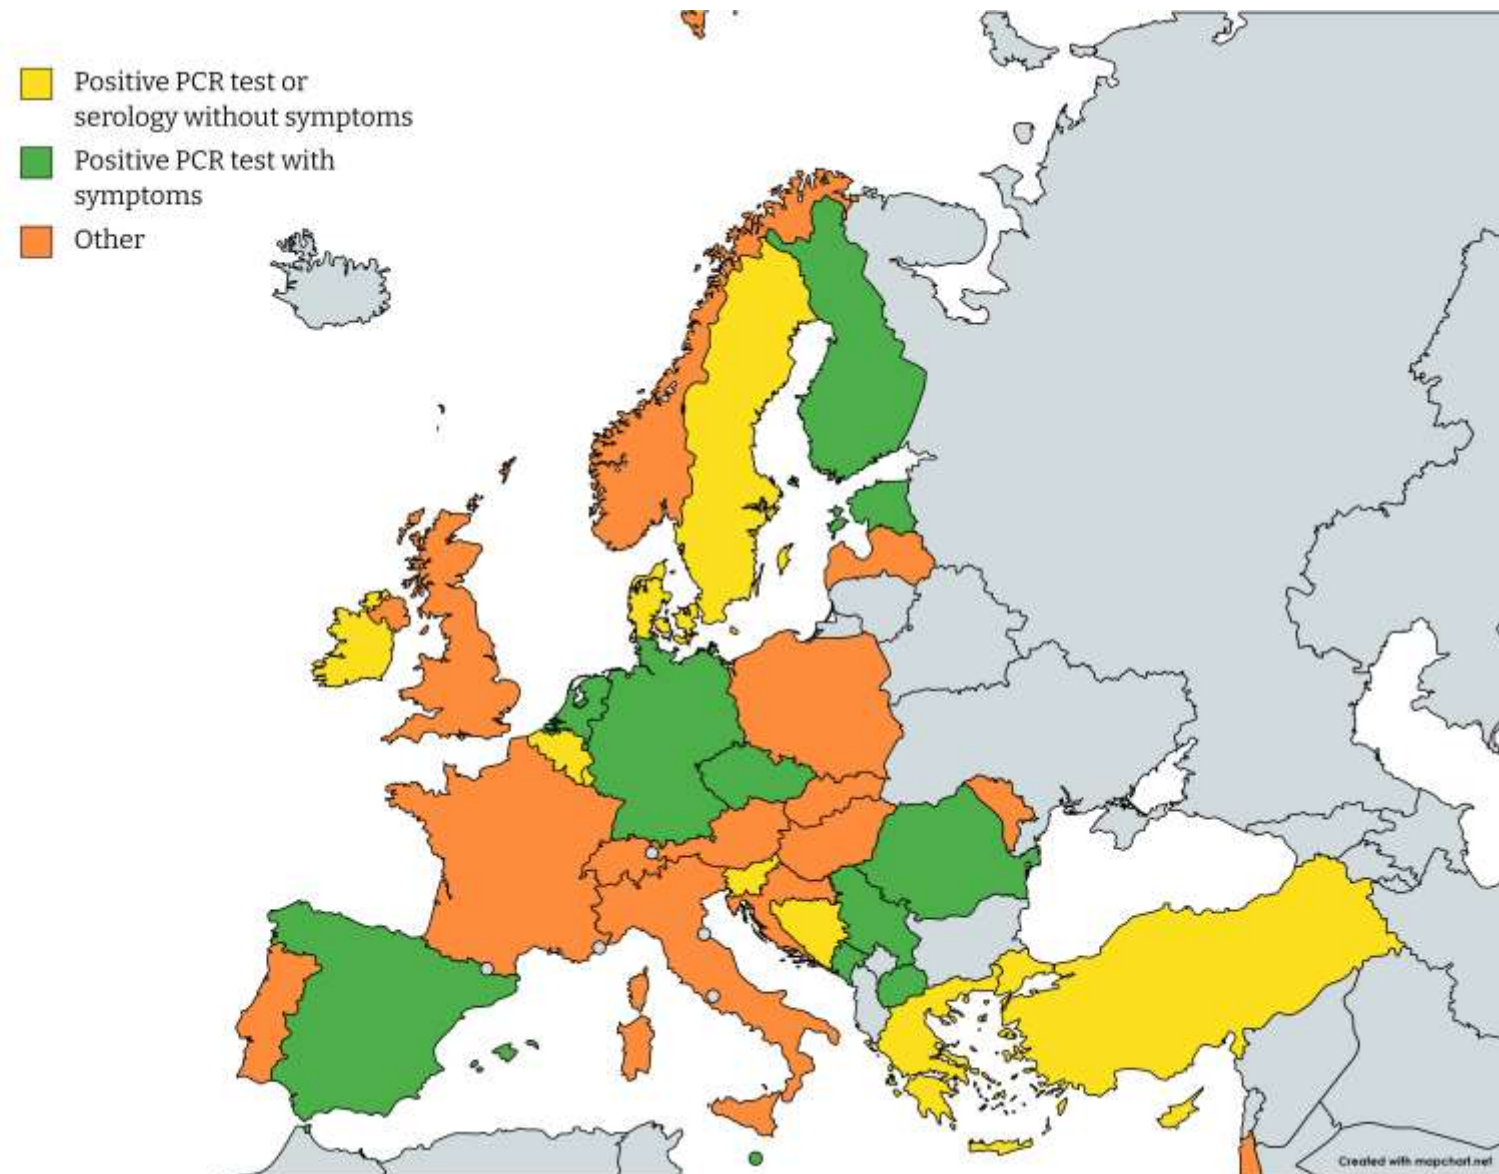 Positive PCR test or
serology without symptoms
Positive PCR test with
symptoms
Other
Created with mapchart.net